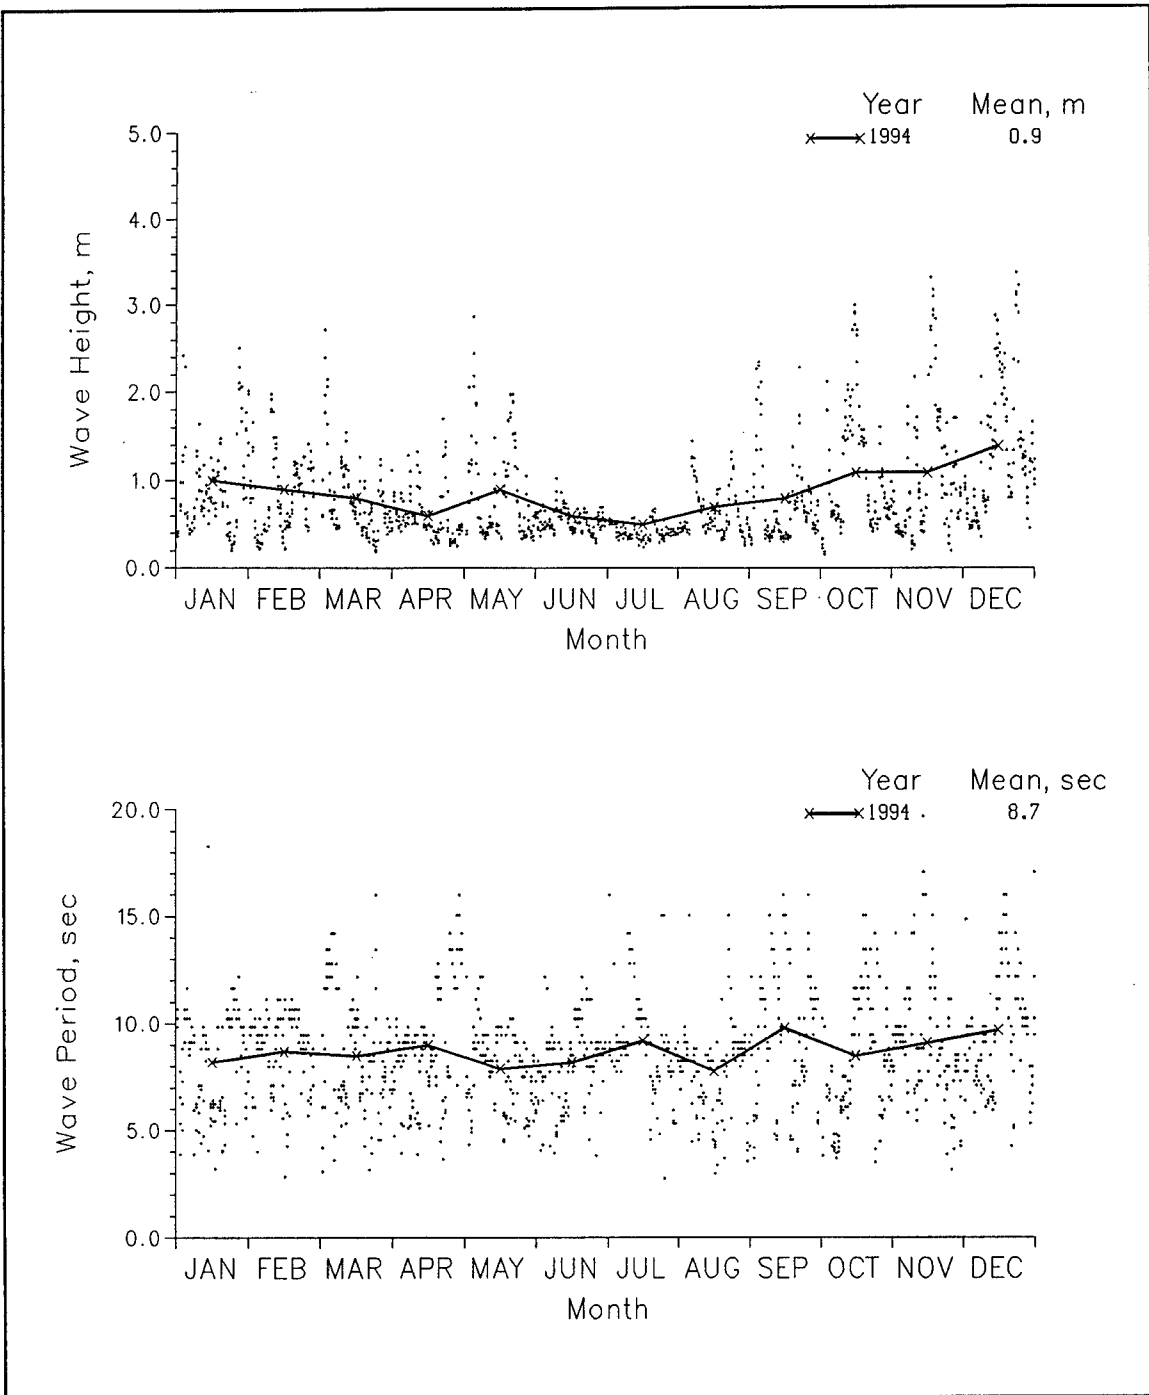 Year Mean, m
1994 0.9
5.0
4.0
3.0
2.0
1.0
0.0
Wave Height, m
JAN FEB MAR APR MAY JUN JUL AUG SEP OCT NOV DEC
Month
Year Mean, sec
1994 8.7
20.0
15.0
10.0
5.0
0.0
Wave Period, sec
JAN FEB MAR APR MAY JUN JUL AUG SEP OCT NOV DEC
Month